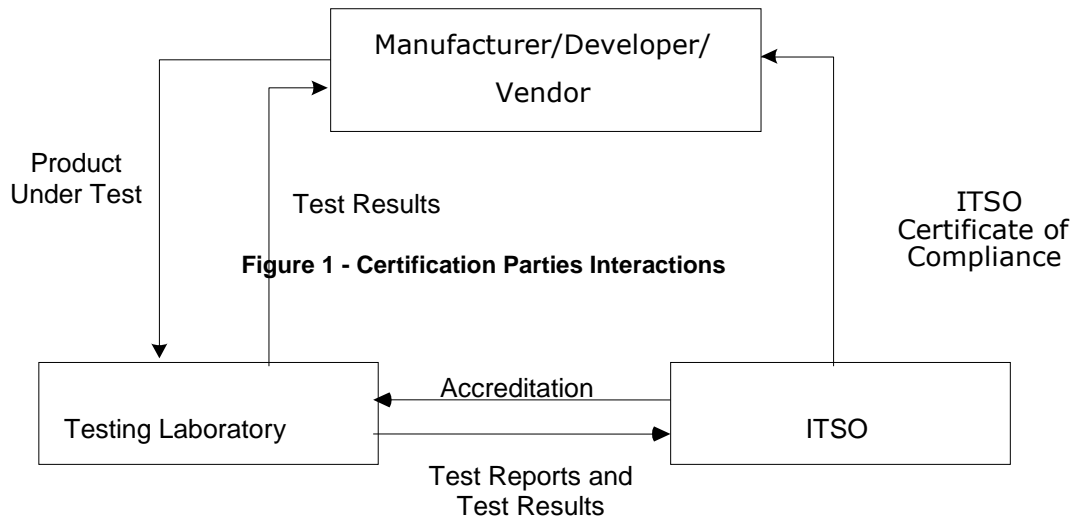 Manufacturer/Developer/
Vendor
Product
Under Test
Test Results
ITSO
Certificate of
Compliance
Figure 1 - Certification Parties Interactions
Accreditation
Testing Laboratory
ITSO
Test Reports and
Test Results